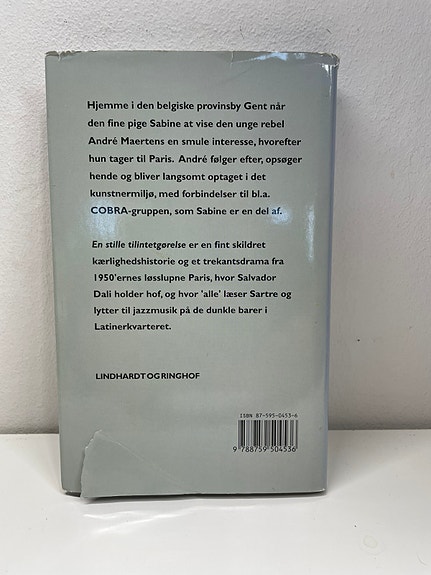 Hjemme i den belgiske provinsby Gent når
den fine pige Sabine at vise den unge rebel
André Maertens en smule interesse, hvorefter
hun tager til Paris. André følger efter, opsøger
hende og bliver langsomt optaget i det
kunstnermiljø, med forbindelser til bl.a.
COBRA-gruppen, som Sabine er en del af.
En stille tilintetgørelse er en fint skildret
kærlighedshistorie og et trekantsdrama fra
1950'ernes løsslupne Paris, hvor Salvador
Dali holder hof, og hvor 'alle' læser Sartre og
lytter til jazzmusik på de dunkle barer i
Latinerkvarteret.
LINDHARDT OG RINGHOF
ISBN 87-595-0453-6
9 788759 504536